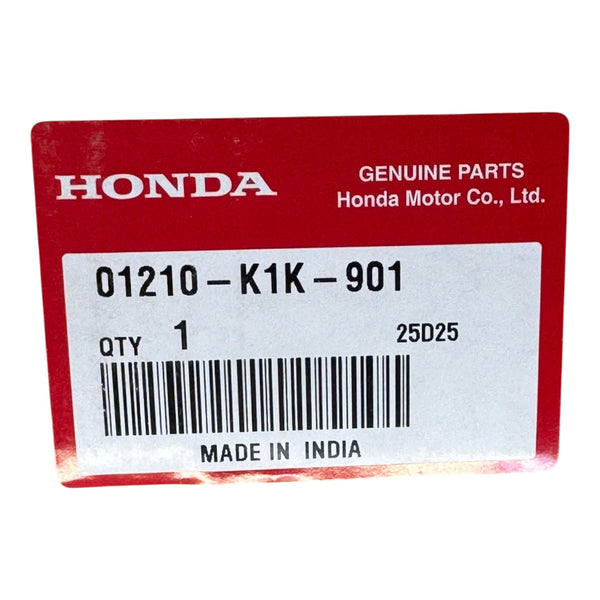 HONDA
GENUINE PARTS
Honda Motor Co., Ltd.
01210-K1K-901
QTY 1 25D25
MADE IN INDIA